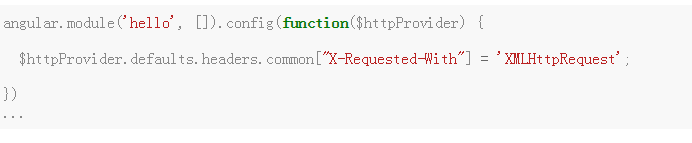 angular.module('hello', []).config(function($httpProvider) {
$httpProvider.defaults.headers.common["X-Requested-With"] = 'XMLHttpRequest';
})
...